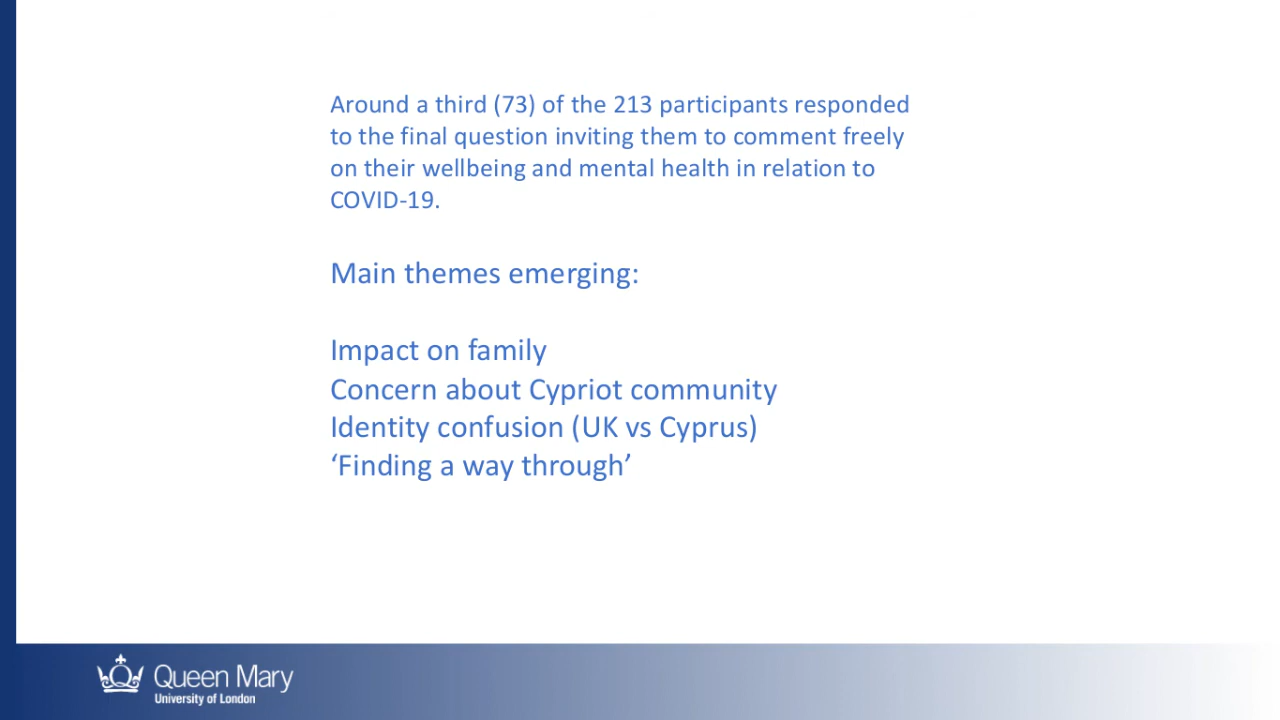 Around a third (73) of the 213 participants responded
to the final question inviting them to comment freely
on their wellbeing and mental health in relation to
COVID-19.
Main themes emerging:
Impact on family
Concern about Cypriot community
Identity confusion (UK vs Cyprus)
‘Finding a way through’
Queen Mary
University of London